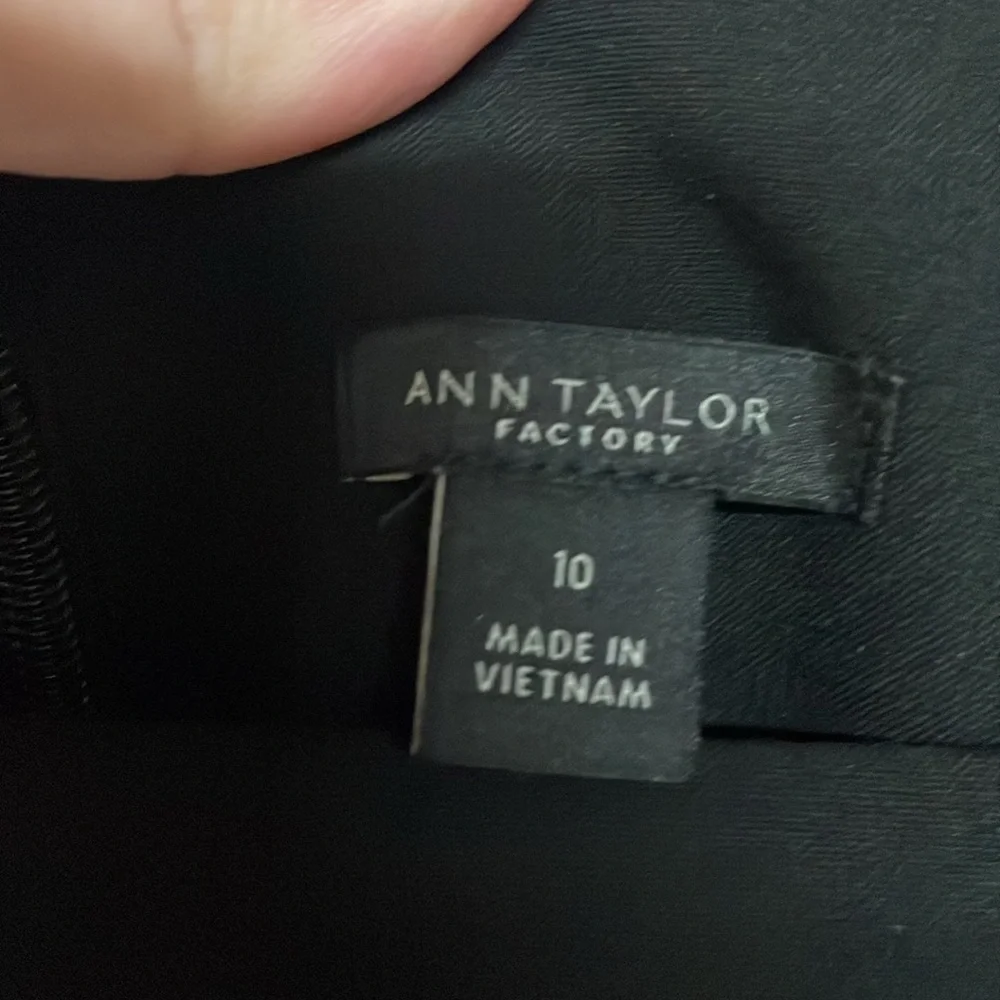 ANN TAYLOR
FACTORY
10
MADE IN
VIETNAM